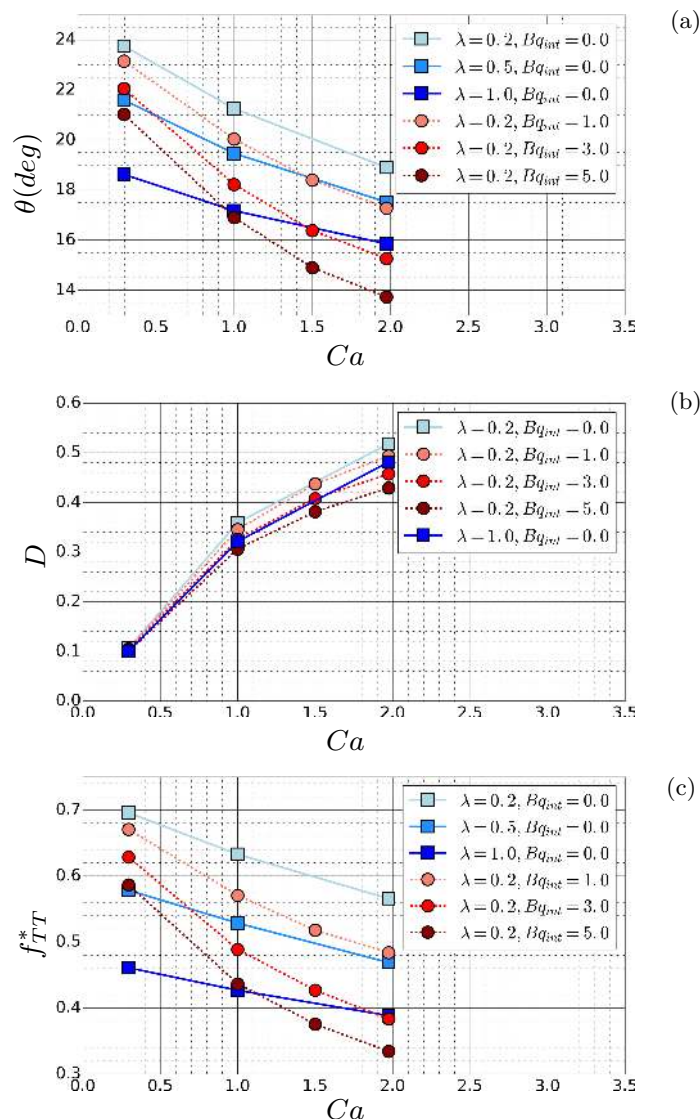 (a)
24
22
20
18
16
14
θ(deg)
λ=0.2, Bq_int=0.0
λ=0.5, Bq_int=0.0
λ−1.0, Bq_int−0.0
λ−0.2, Bq_int−1.0
λ−0.2, Bq_int−3.0
λ=0.2, Bq_int=5.0
0.0 0.5 1.0 1.5 2.0 2.5 3.0 3.5
Ca
(b)
0.6
0.5
0.4
0.3
0.2
0.1
0.0
D
λ−0.2, Bq_int−0.0
λ−0.2, Bq_int−1.0
λ−0.2, Bq_int−3.0
λ−0.2, Bq_int−5.0
λ−1.0, Bq_int−0.0
0.0 0.5 1.0 1.5 2.0 2.5 3.0 3.5
Ca
(c)
0.7
0.6
0.5
0.4
0.3
f*_TT
λ=0.2, Bq_int=0.0
λ−0.5, Bq_int−0.0
λ=1.0, Bq_int=0.0
λ=0.2, Bq_int=1.0
λ−0.2, Bq_int−3.0
λ=0.2, Bq_int=5.0
0.0 0.5 1.0 1.5 2.0 2.5 3.0 3.5
Ca